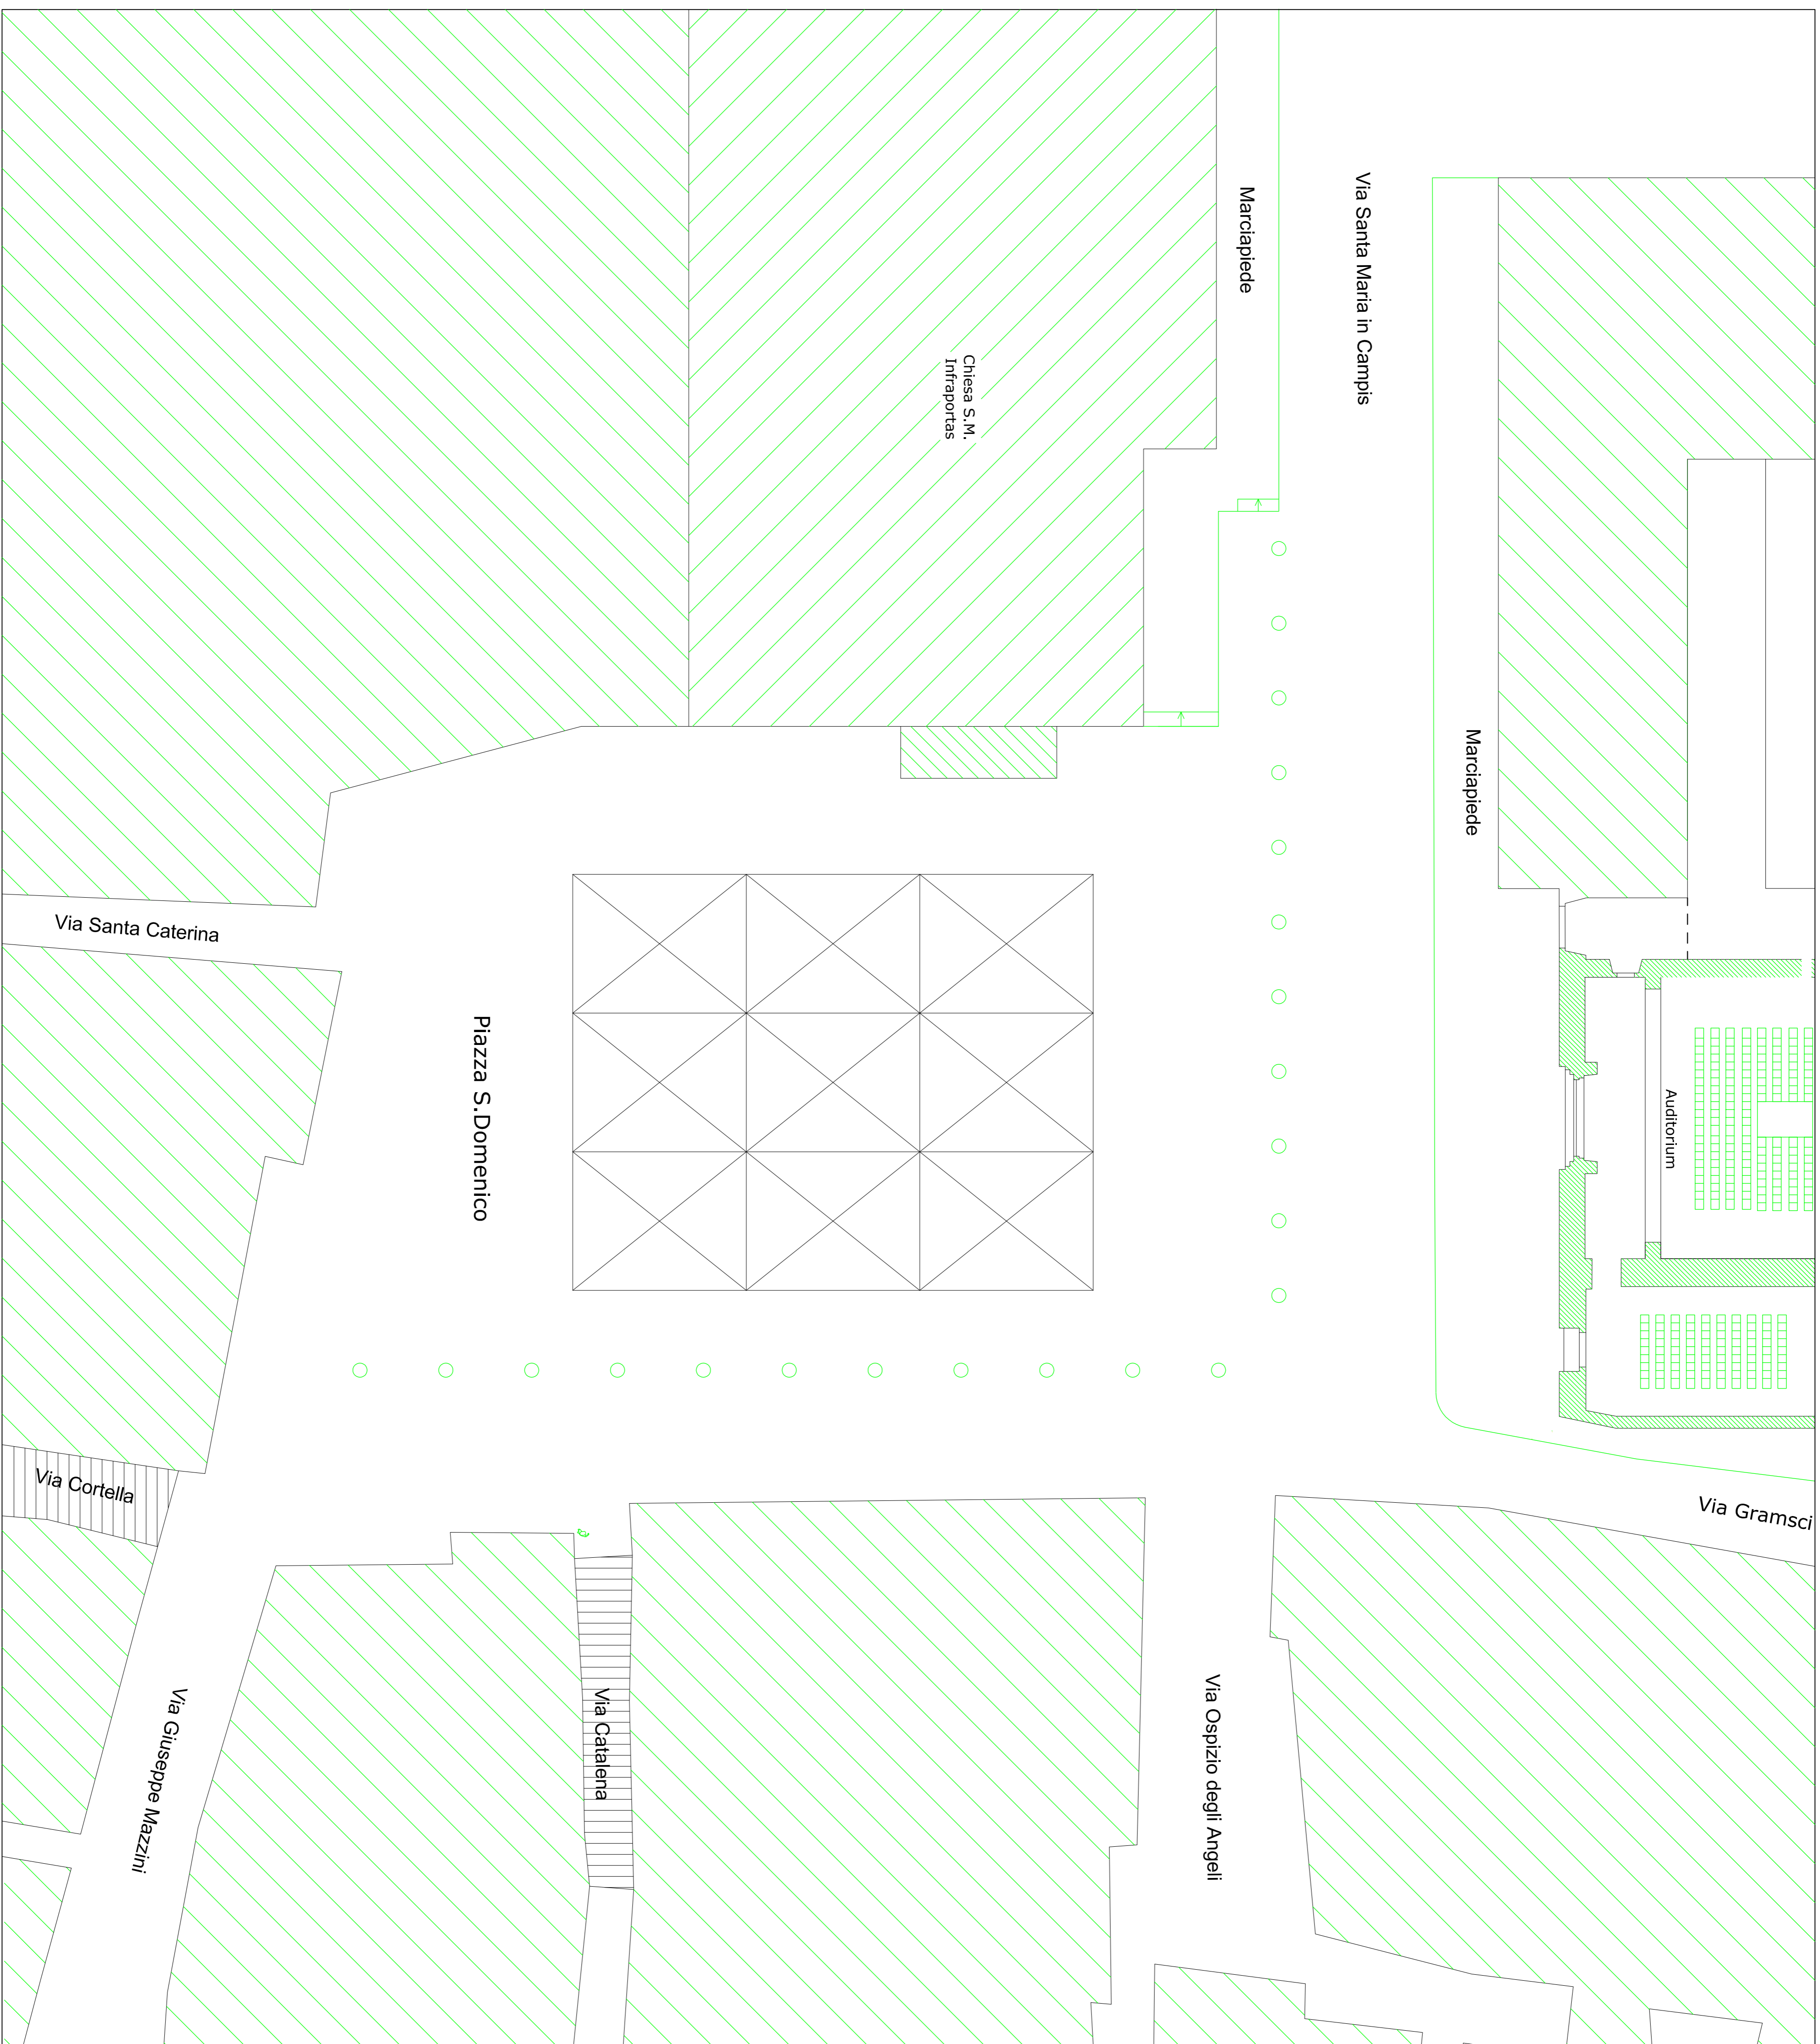 Via Santa Maria in Campis
Marciapiede
Chiesa S.M.
Infraportas
Marciapiede
Via Santa Caterina
Piazza S.Domenico
Auditorium
Via Cortella
Via Gramsci
Via Giuseppe Mazzini
Via Catalena
Via Ospizio degli Angeli